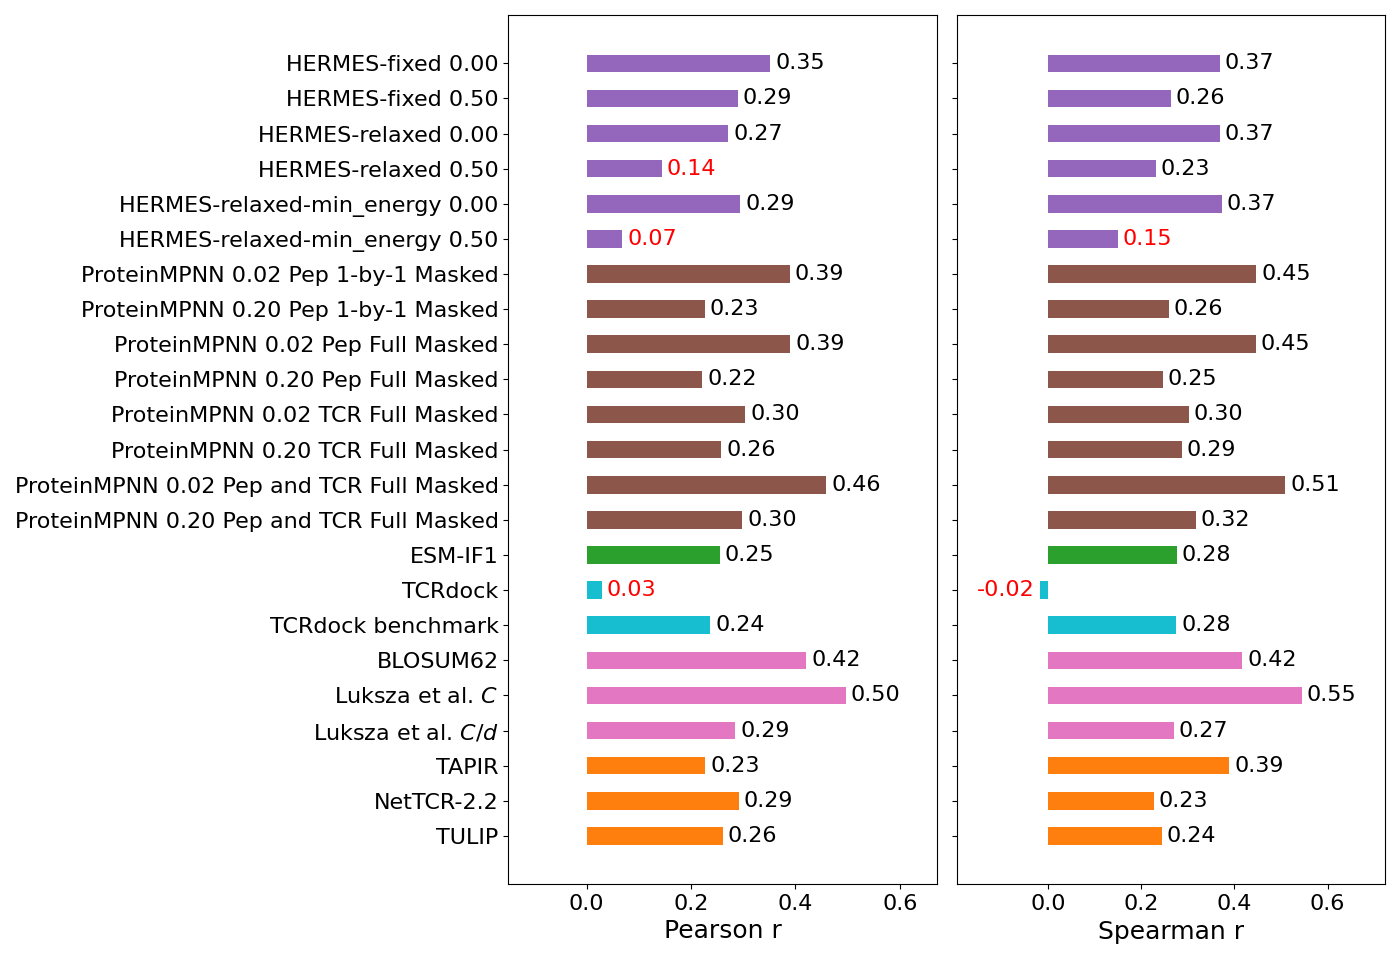 HERMES-fixed 0.00 0.35 0.37
HERMES-fixed 0.50 0.29 0.26
HERMES-relaxed 0.00 0.27 0.37
HERMES-relaxed 0.50 0.14 0.23
HERMES-relaxed-min_energy 0.00 0.29 0.37
HERMES-relaxed-min_energy 0.50 0.07 0.15
ProteinMPNN 0.02 Pep 1-by-1 Masked 0.39 0.45
ProteinMPNN 0.20 Pep 1-by-1 Masked 0.23 0.26
ProteinMPNN 0.02 Pep Full Masked 0.39 0.45
ProteinMPNN 0.20 Pep Full Masked 0.22 0.25
ProteinMPNN 0.02 TCR Full Masked 0.30 0.30
ProteinMPNN 0.20 TCR Full Masked 0.26 0.29
ProteinMPNN 0.02 Pep and TCR Full Masked 0.46 0.51
ProteinMPNN 0.20 Pep and TCR Full Masked 0.30 0.32
ESM-IF1 0.25 0.28
TCRdock 0.03 -0.02
TCRdock benchmark 0.24 0.28
BLOSUM62 0.42 0.42
Luksza et al. C 0.50 0.55
Luksza et al. C/d 0.29 0.27
TAPIR 0.23 0.39
NetTCR-2.2 0.29 0.23
TULIP 0.26 0.24
0.0 0.2 0.4 0.6 0.0 0.2 0.4 0.6
Pearson r Spearman r